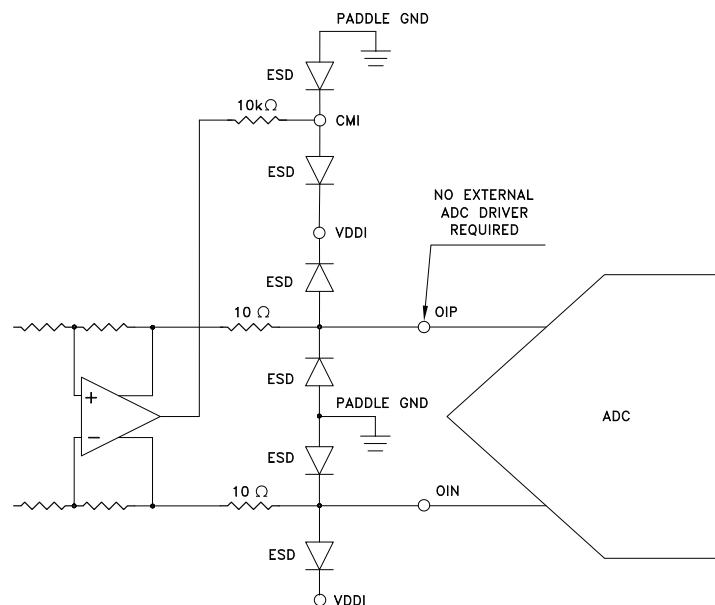 PADDLE GND
ESD
10kΩ
CMI
ESD
NO EXTERNAL
ADC DRIVER
REQUIRED
VDDI
ESD
10 Ω
OIP
ESD
+
PADDLE GND
ADC
−
ESD
10 Ω
OIN
ESD
VDDI